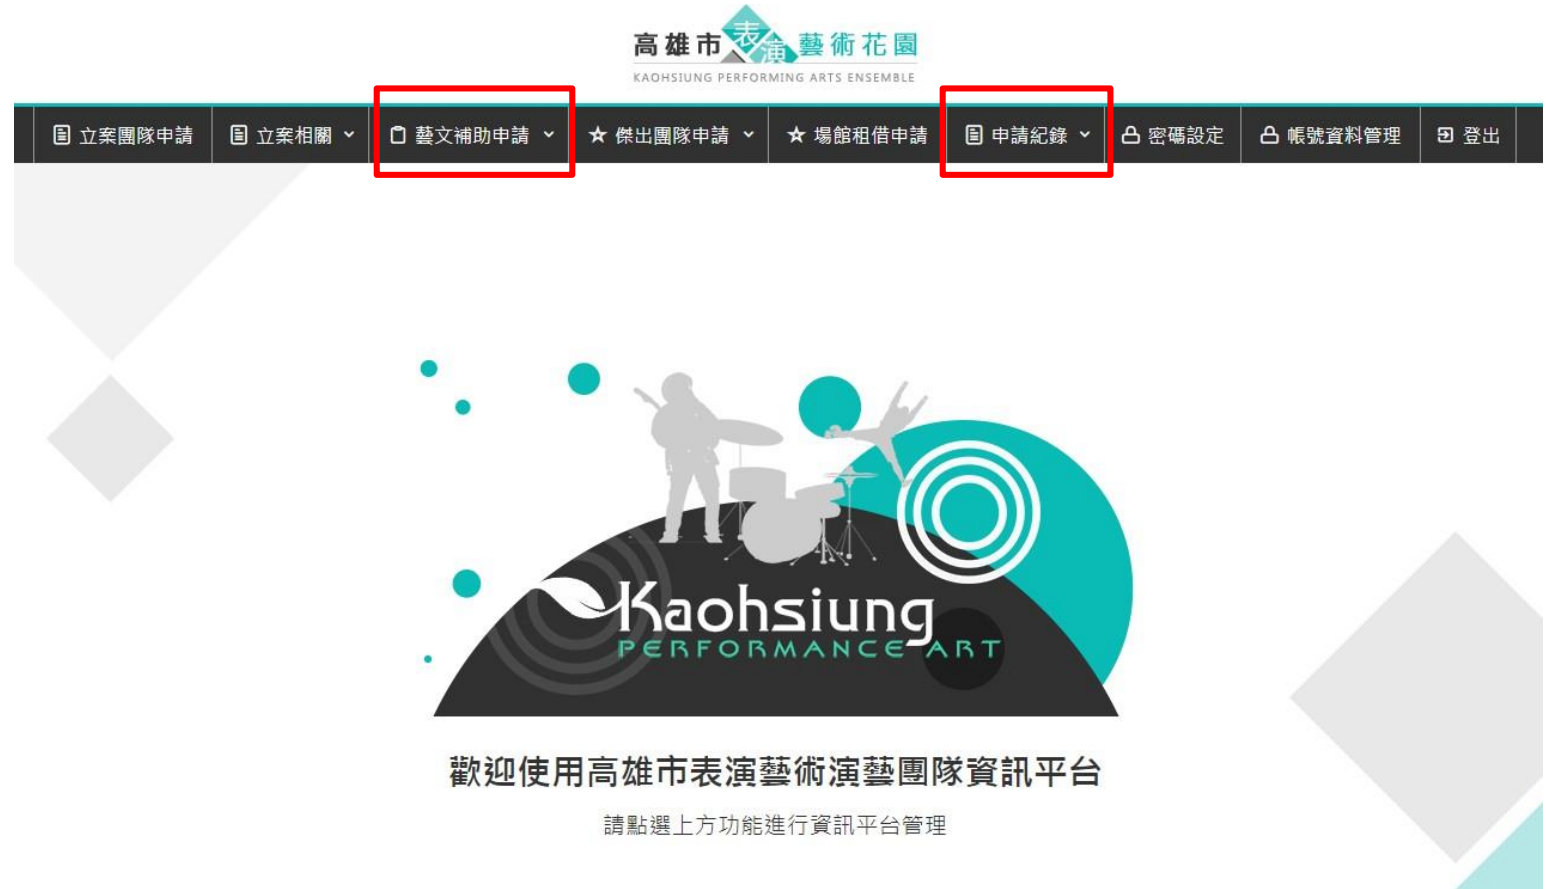 高雄市表演藝術花園
KAOHSIUNG PERFORMING ARTS ENSEMBLE
立案團隊申請 立案相關 藝文補助申請 傑出團隊申請 場館租借申請 申請紀錄 密碼設定 帳號資料管理 登出
Kaohsiung
PERFORMANCE ART
歡迎使用高雄市表演藝術演藝團隊資訊平台
請點選上方功能進行資訊平台管理